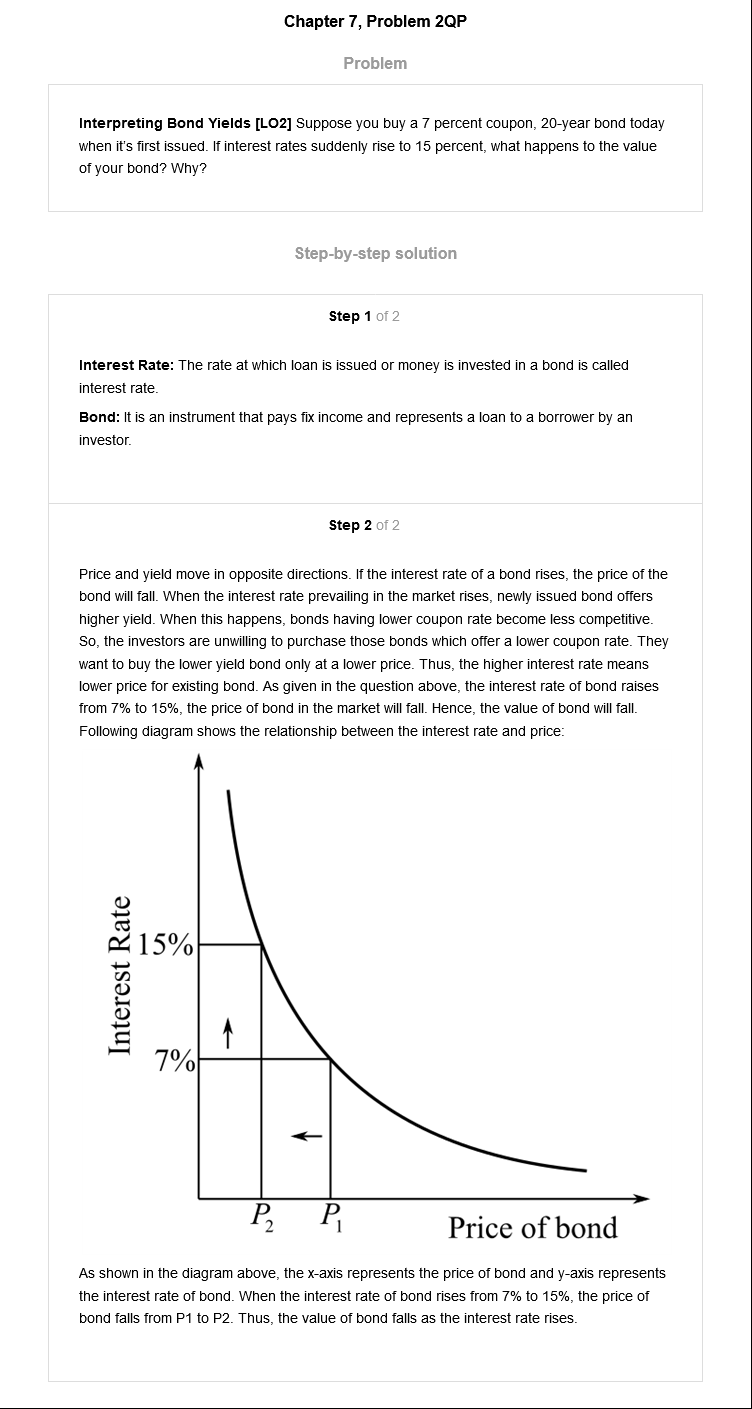 Chapter 7, Problem 2QP
Problem
Interpreting Bond Yields [LO2] Suppose you buy a 7 percent coupon, 20-year bond today
when it's first issued. If interest rates suddenly rise to 15 percent, what happens to the value
of your bond? Why?
Step-by-step solution
Step 1 of 2
Interest Rate: The rate at which loan is issued or money is invested in a bond is called
interest rate.
Bond: It is an instrument that pays fix income and represents a loan to a borrower by an
investor.
Step 2 of 2
Price and yield move in opposite directions. If the interest rate of a bond rises, the price of the
bond will fall. When the interest rate prevailing in the market rises, newly issued bond offers
higher yield. When this happens, bonds having lower coupon rate become less competitive.
So, the investors are unwilling to purchase those bonds which offer a lower coupon rate. They
want to buy the lower yield bond only at a lower price. Thus, the higher interest rate means
lower price for existing bond. As given in the question above, the interest rate of bond raises
from 7% to 15%, the price of bond in the market will fall. Hence, the value of bond will fall.
Following diagram shows the relationship between the interest rate and price:
Interest Rate
15%
7%
P2 P1
Price of bond
As shown in the diagram above, the x-axis represents the price of bond and y-axis represents
the interest rate of bond. When the interest rate of bond rises from 7% to 15%, the price of
bond falls from P1 to P2. Thus, the value of bond falls as the interest rate rises.